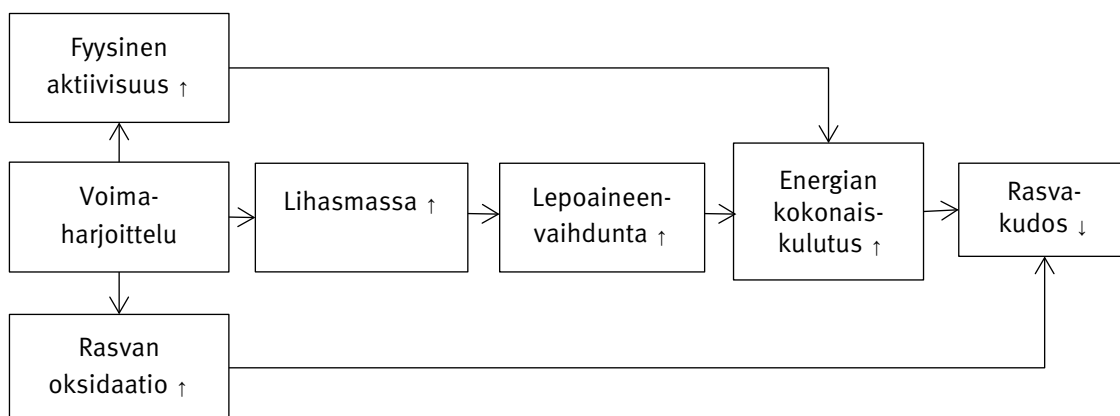 Fyysinen
aktiivisuus ↑
Voima-
harjoittelu
Lihasmassa ↑
Lepoaineen-
vaihdunta ↑
Energian
kokonais-
kulutus ↑
Rasva-
kudos ↓
Rasvan
oksidaatio ↑